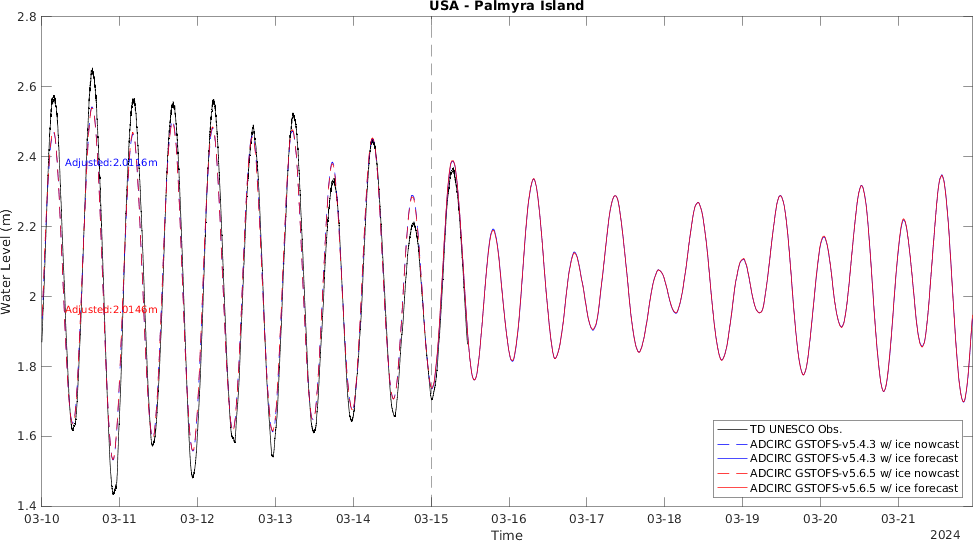 USA - Palmyra Island
2.8
2.6
2.4
2.2
2
1.8
1.6
1.4
Water Level (m)
Adjusted:2.0116m
Adjusted:2.0146m
TD UNESCO Obs.
ADCIRC GSTOFS-v5.4.3 w/ ice nowcast
ADCIRC GSTOFS-v5.4.3 w/ ice forecast
ADCIRC GSTOFS-v5.6.5 w/ ice nowcast
ADCIRC GSTOFS-v5.6.5 w/ ice forecast
03-10 03-11 03-12 03-13 03-14 03-15 03-16 03-17 03-18 03-19 03-20 03-21
Time
2024